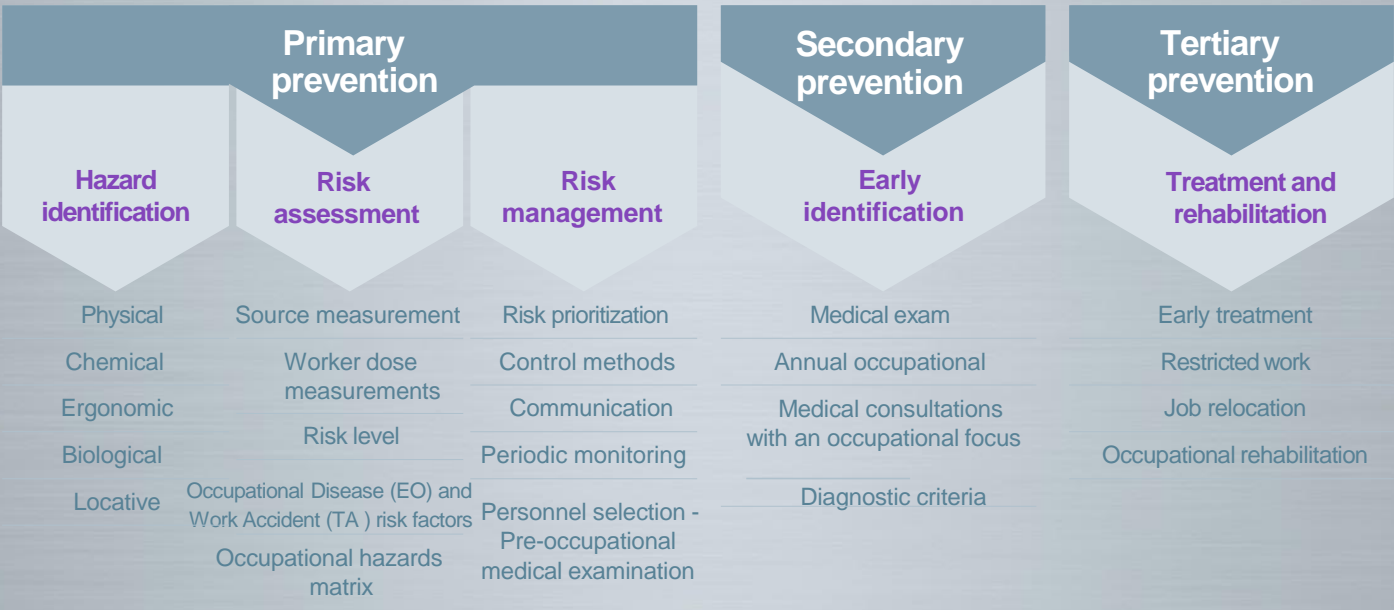 Primary
prevention
Secondary
prevention
Tertiary
prevention
Hazard
identification
Risk
assessment
Risk
management
Early
identification
Treatment and
rehabilitation
Physical
Chemical
Ergonomic
Biological
Locative
Source measurement
Worker dose
measurements
Risk level
Occupational Disease (EO) and
Work Accident (TA ) risk factors
Occupational hazards
matrix
Risk prioritization
Control methods
Communication
Periodic monitoring
Personnel selection -
Pre-occupational
medical examination
Medical exam
Annual occupational
Medical consultations
with an occupational focus
Diagnostic criteria
Early treatment
Restricted work
Job relocation
Occupational rehabilitation